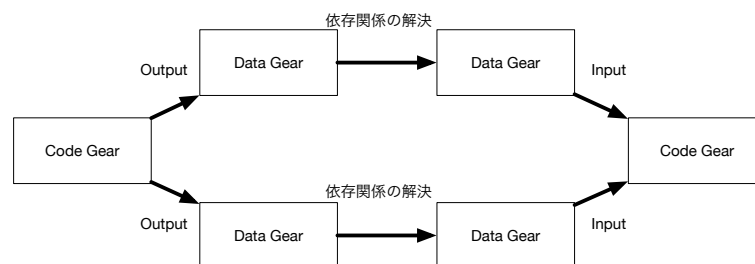 依存関係の解決
Output
Data Gear
Data Gear
Input
Code Gear
Code Gear
依存関係の解決
Output
Data Gear
Data Gear
Input